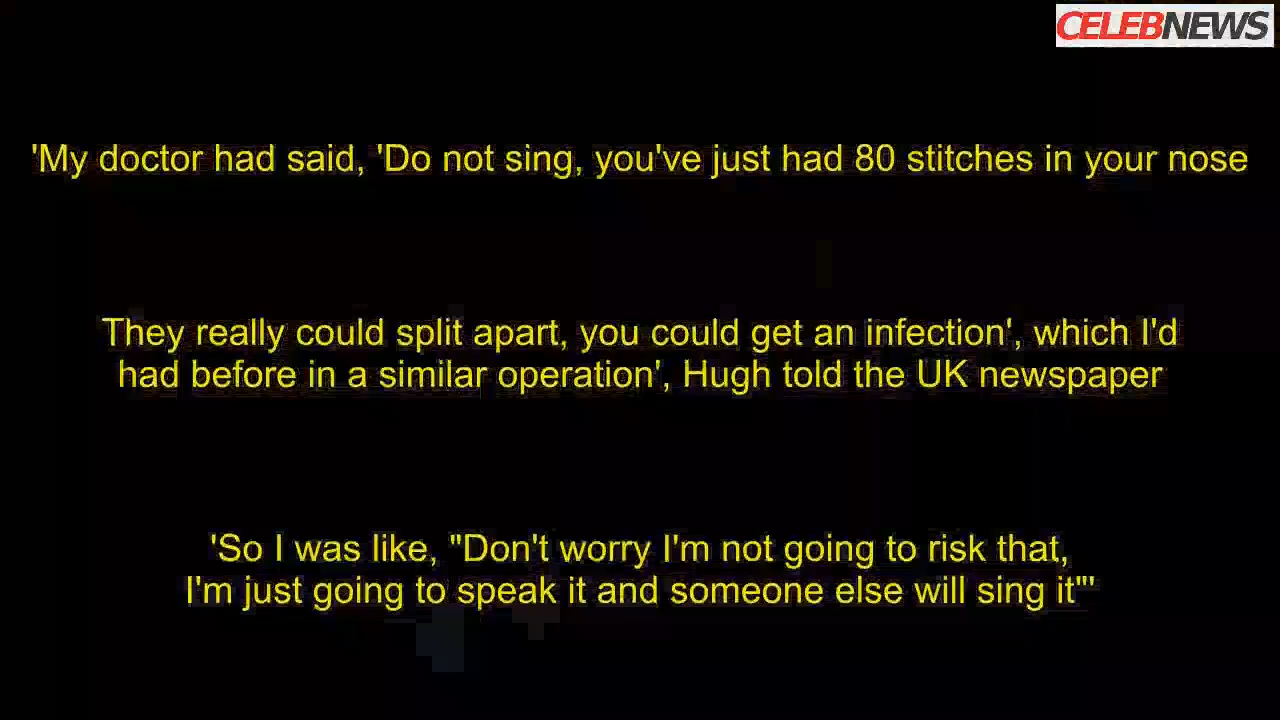 CELEBNEWS
'My doctor had said, 'Do not sing, you've just had 80 stitches in your nose
They really could split apart, you could get an infection', which I'd
had before in a similar operation', Hugh told the UK newspaper
'So I was like, "Don't worry I'm not going to risk that,
I'm just going to speak it and someone else will sing it"'